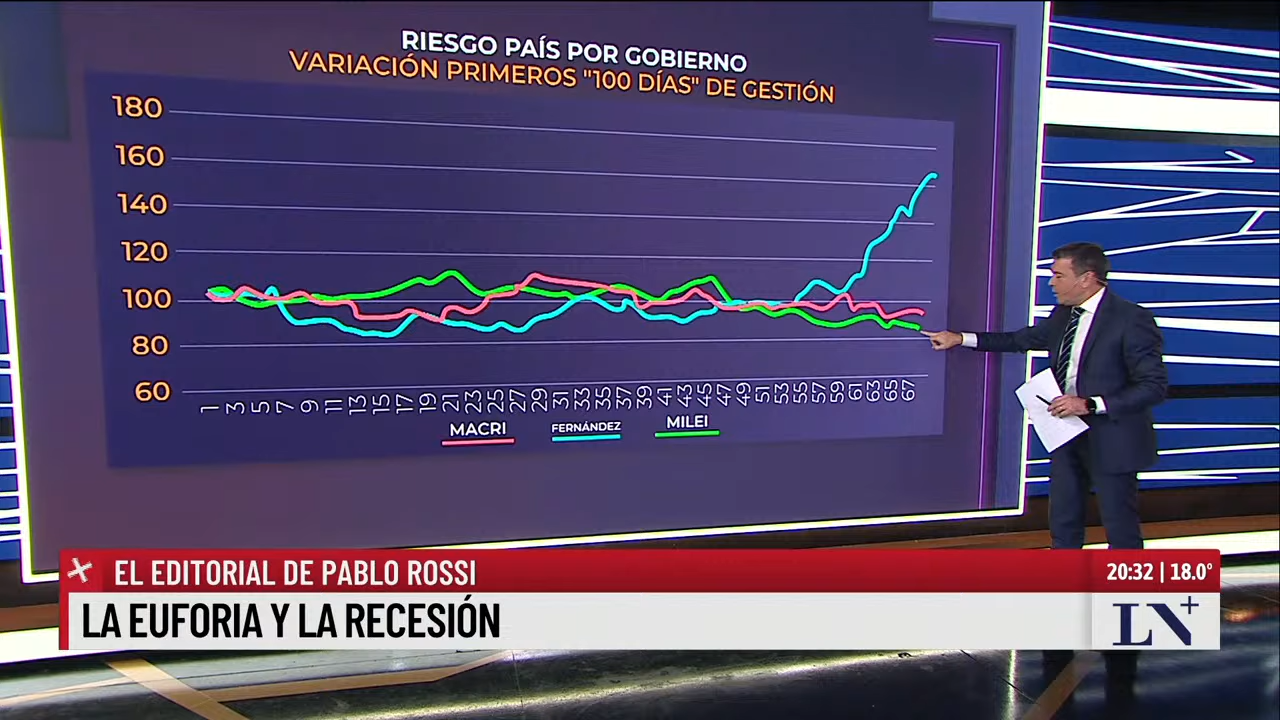 RIESGO PAÍS POR GOBIERNO
VARIACIÓN PRIMEROS "100 DÍAS" DE GESTIÓN
180
160
140
120
100
80
60
1 3 5 7 9 11 13 15 17 19 21 23 25 27 29 31 33 35 37 39 41 43 45 47 49 51 53 55 57 59 61 63 65 67
MACRI FERNÁNDEZ MILEI
EL EDITORIAL DE PABLO ROSSI
20:32 | 18.0°
LA EUFORIA Y LA RECESIÓN
LN+